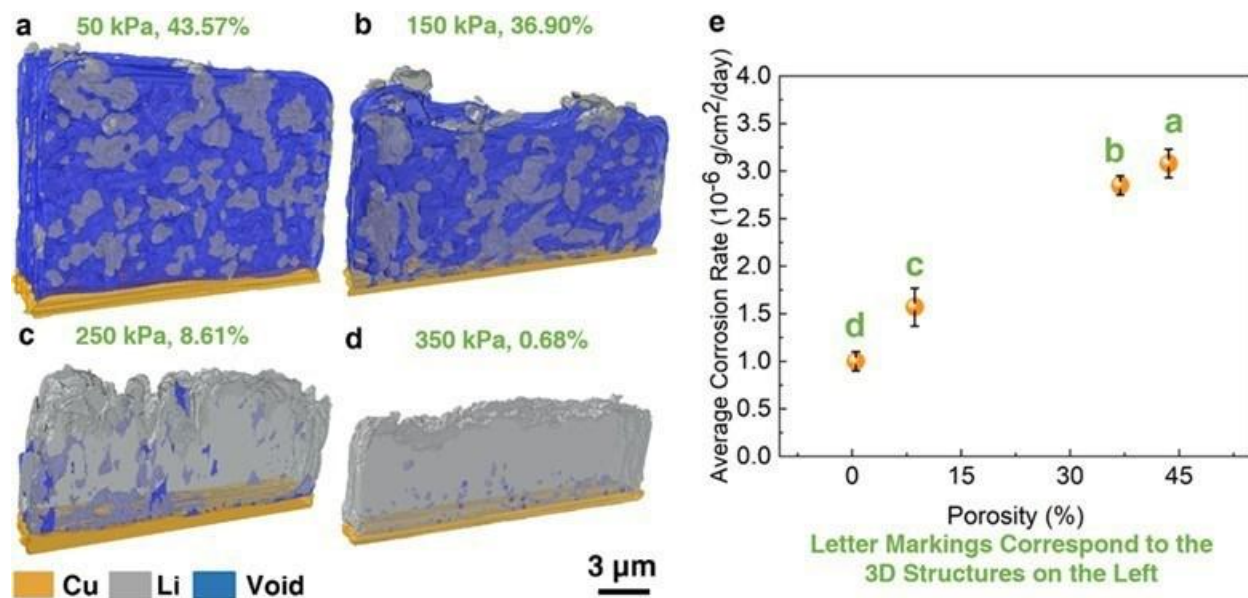 a 50 kPa, 43.57%
b 150 kPa, 36.90%
c 250 kPa, 8.61%
d 350 kPa, 0.68%
Cu Li Void
3 μm
e
Average Corrosion Rate (10⁻⁶ g/cm²/day)
4.0
3.5
3.0
2.5
2.0
1.5
1.0
0.5
0.0
a
b
c
d
0 15 30 45
Porosity (%)
Letter Markings Correspond to the
3D Structures on the Left